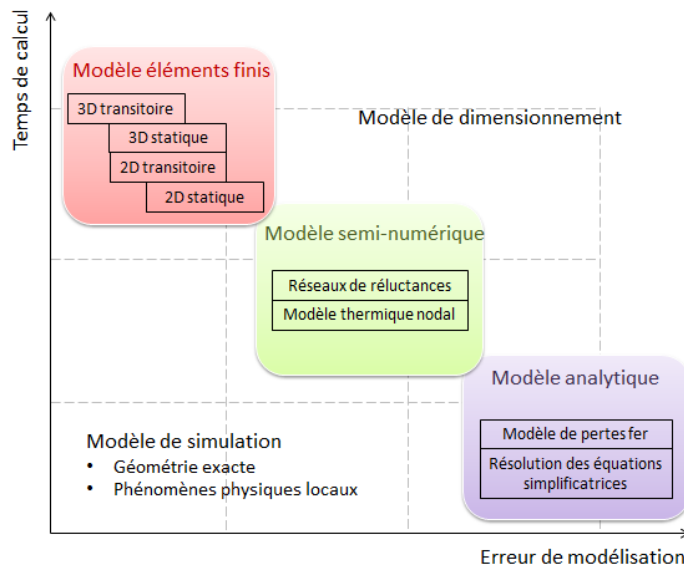 Temps de calcul
Modèle éléments finis
3D transitoire
3D statique
2D transitoire
2D statique
Modèle de dimensionnement
Modèle semi-numérique
Réseaux de réluctances
Modèle thermique nodal
Modèle analytique
Modèle de pertes fer
Résolution des équations
simplificatrices
Modèle de simulation
• Géométrie exacte
• Phénomènes physiques locaux
Erreur de modélisation